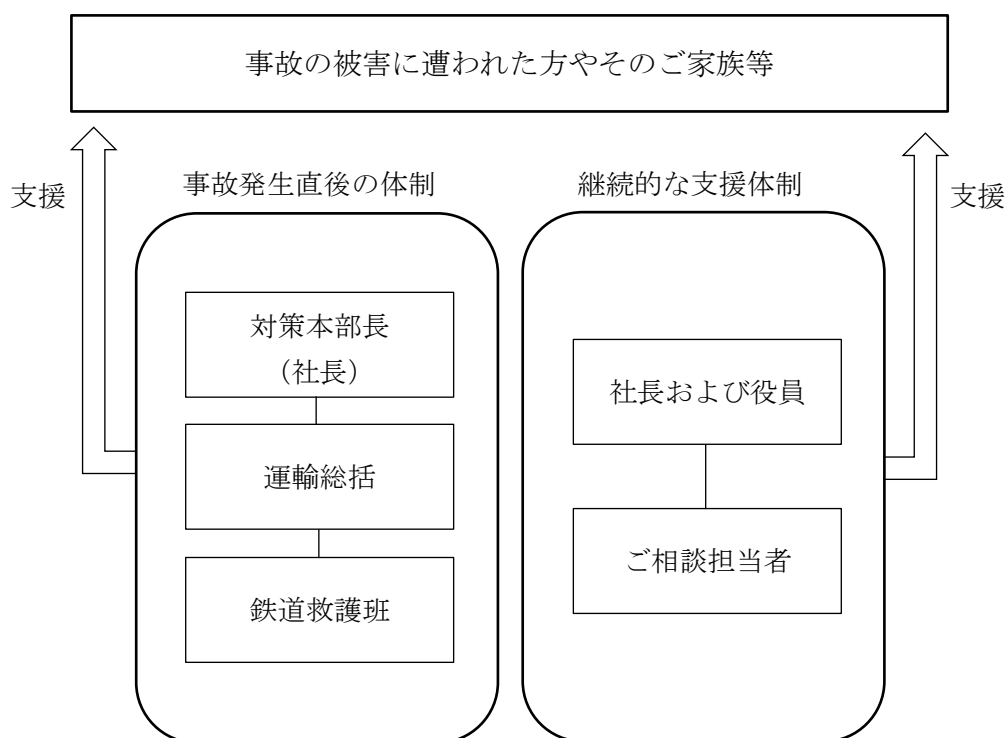 事故の被害に遭われた方やそのご家族等
支援
事故発生直後の体制
対策本部長
（社長）
運輸総括
鉄道救護班
継続的な支援体制
社長および役員
ご相談担当者
支援